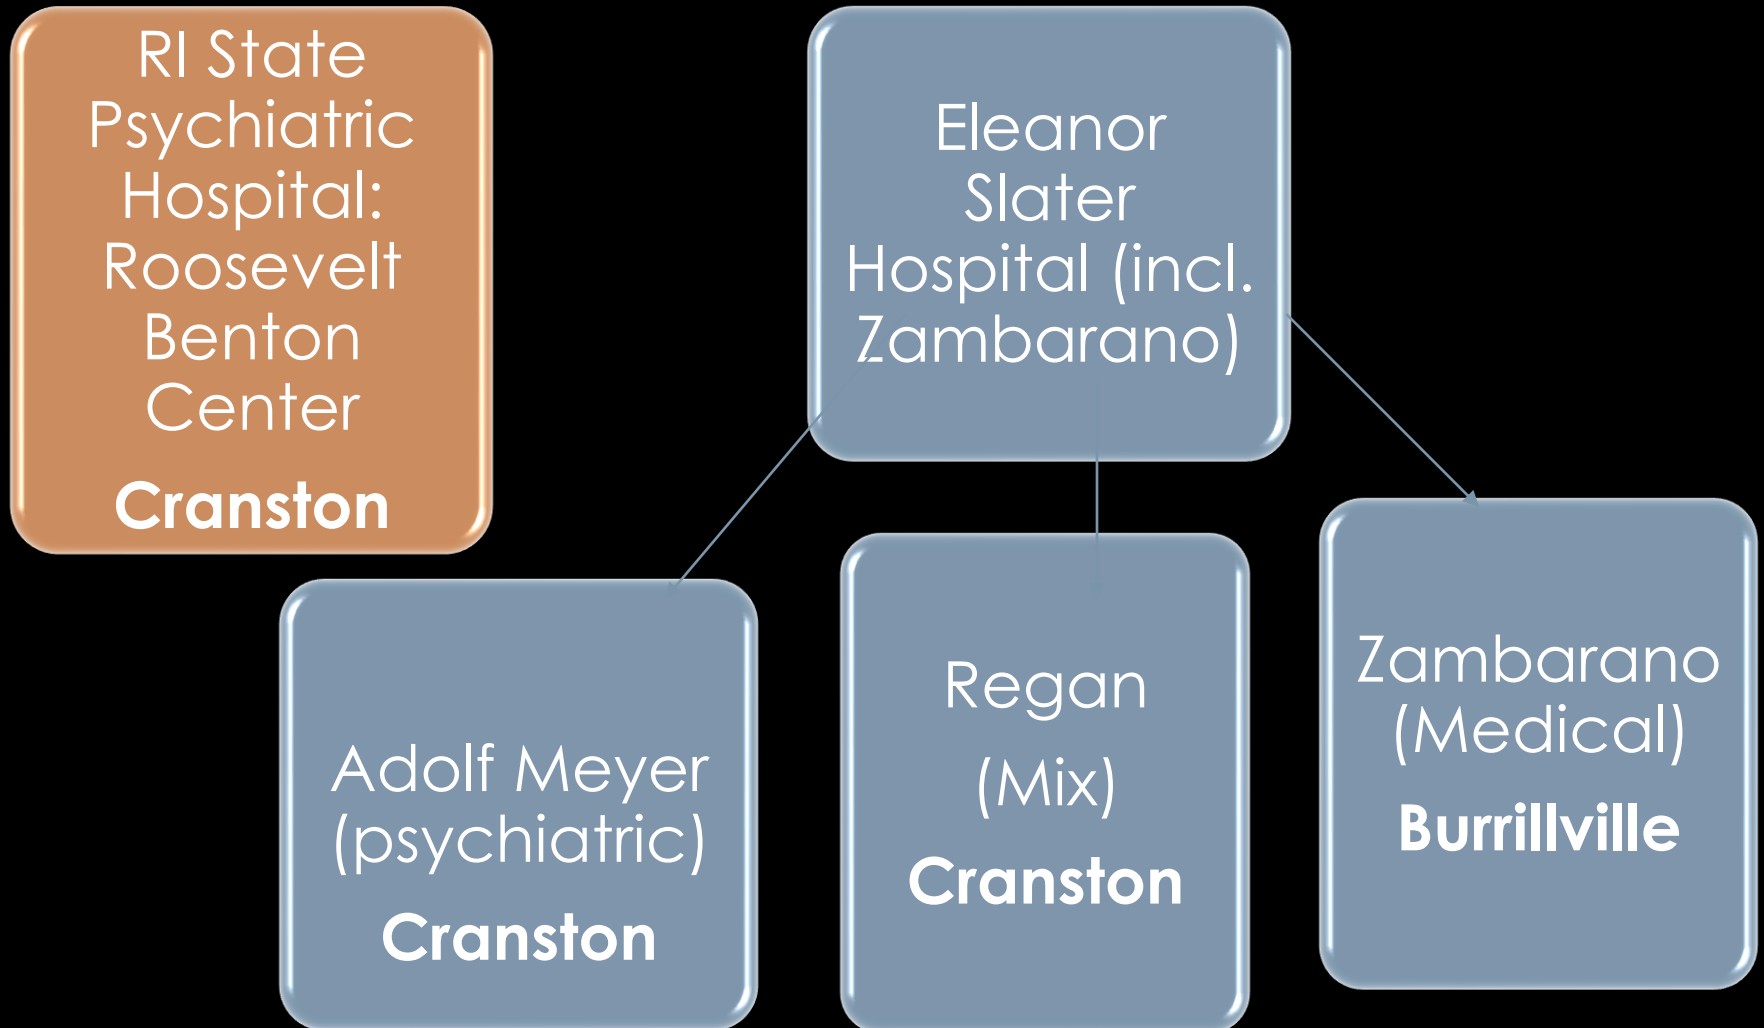 RI State
Psychiatric
Hospital:
Roosevelt
Benton
Center
Cranston
Eleanor
Slater
Hospital (incl.
Zambarano)
Adolf Meyer
(psychiatric)
Cranston
Regan
(Mix)
Cranston
Zambarano
(Medical)
Burrillville